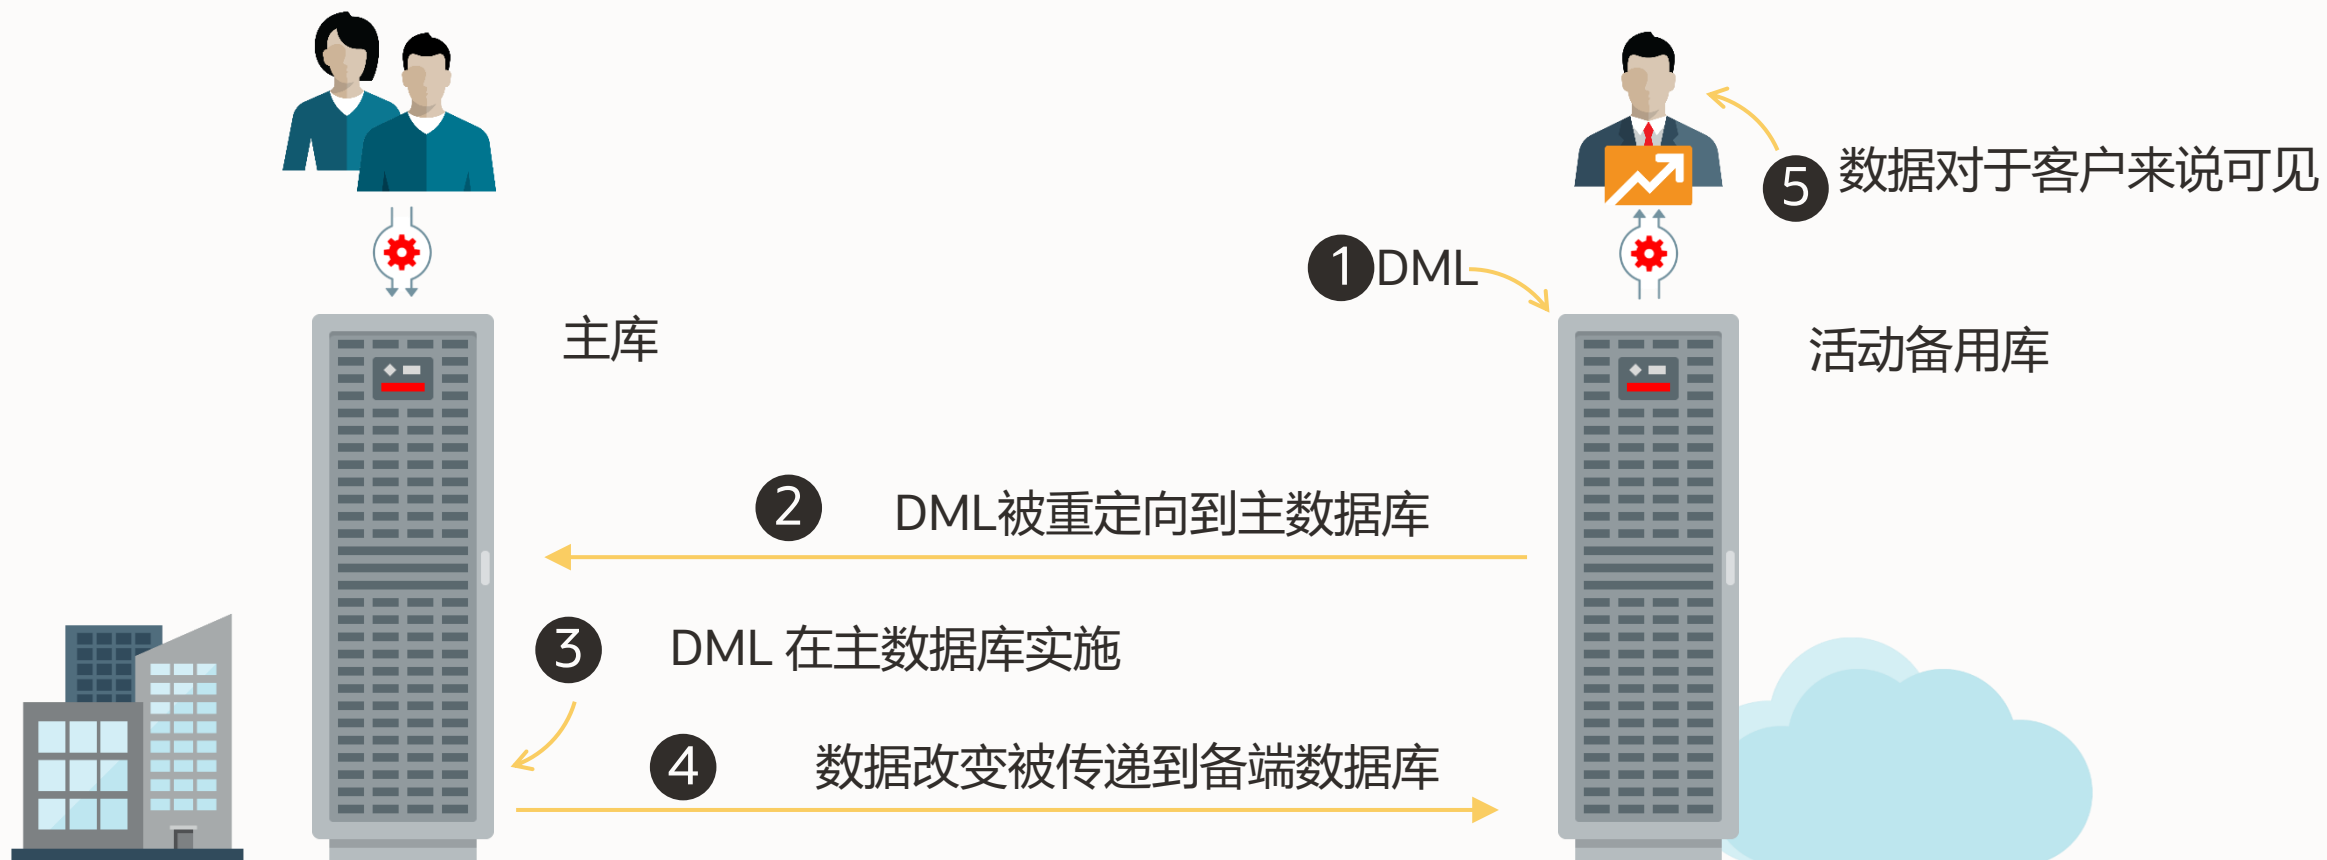 5 数据对于客户来说可见
1 DML
主库
活动备用库
2 DML被重定向到主数据库
3 DML 在主数据库实施
4 数据改变被传递到备端数据库